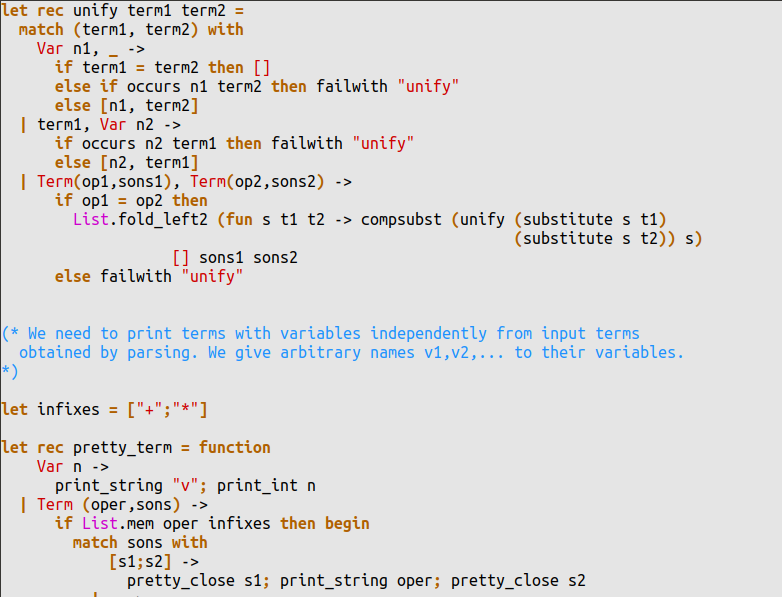 let rec unify term1 term2 =
  match (term1, term2) with
    Var n1, _ ->
      if term1 = term2 then []
      else if occurs n1 term2 then failwith "unify"
      else [n1, term2]
  | term1, Var n2 ->
      if occurs n2 term1 then failwith "unify"
      else [n2, term1]
  | Term(op1,sons1), Term(op2,sons2) ->
      if op1 = op2 then
        List.fold_left2 (fun s t1 t2 -> compsubst (unify (substitute s t1)
                                                         (substitute s t2)) s)
                   [] sons1 sons2
      else failwith "unify"
(* We need to print terms with variables independently from input terms
  obtained by parsing. We give arbitrary names v1,v2,... to their variables.
*)
let infixes = ["+";"*"]
let rec pretty_term = function
    Var n ->
      print_string "v"; print_int n
  | Term (oper,sons) ->
      if List.mem oper infixes then begin
        match sons with
            [s1;s2] ->
              pretty_close s1; print_string oper; pretty_close s2